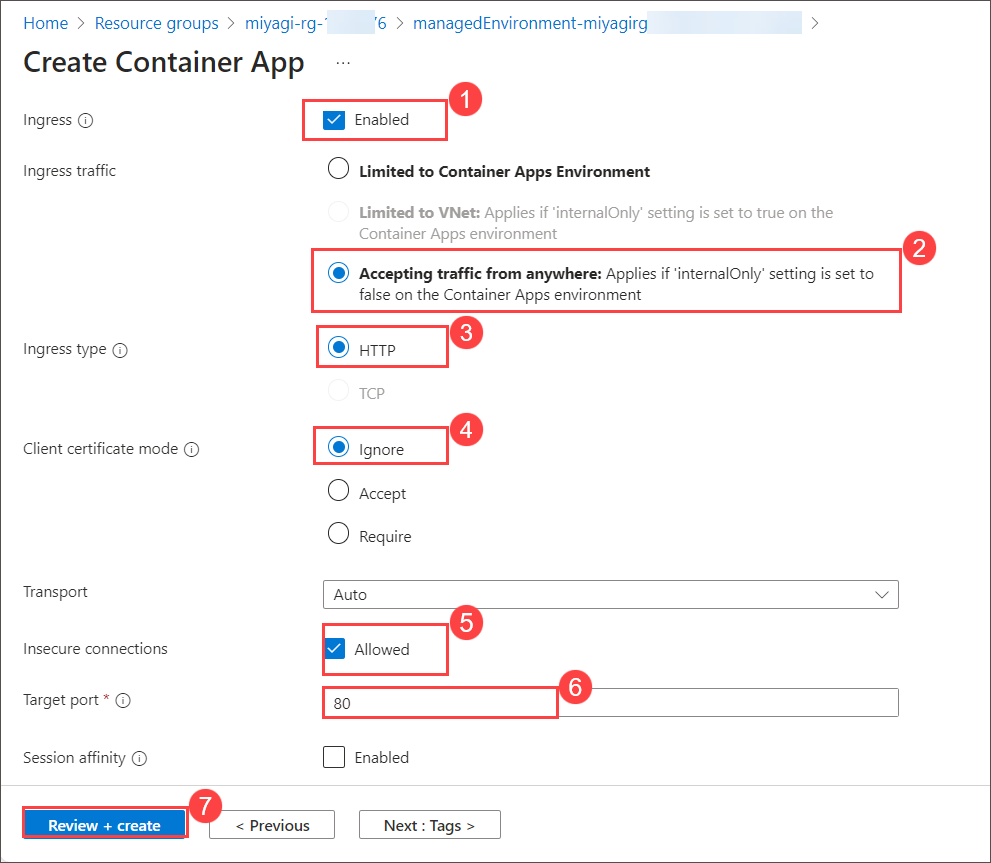 Home > Resource groups > miyagi-rg- 6 > managedEnvironment-miyagirg >
Create Container App ...
1
Ingress Enabled
Ingress traffic Limited to Container Apps Environment
Limited to VNet: Applies if 'internalOnly' setting is set to true on the
Container Apps environment
2
Accepting traffic from anywhere: Applies if 'internalOnly' setting is set to
false on the Container Apps environment
3
Ingress type HTTP
TCP
4
Client certificate mode Ignore
Accept
Require
Transport Auto
5
Insecure connections Allowed
6
Target port * 80
Session affinity Enabled
7
Review + create < Previous Next : Tags >